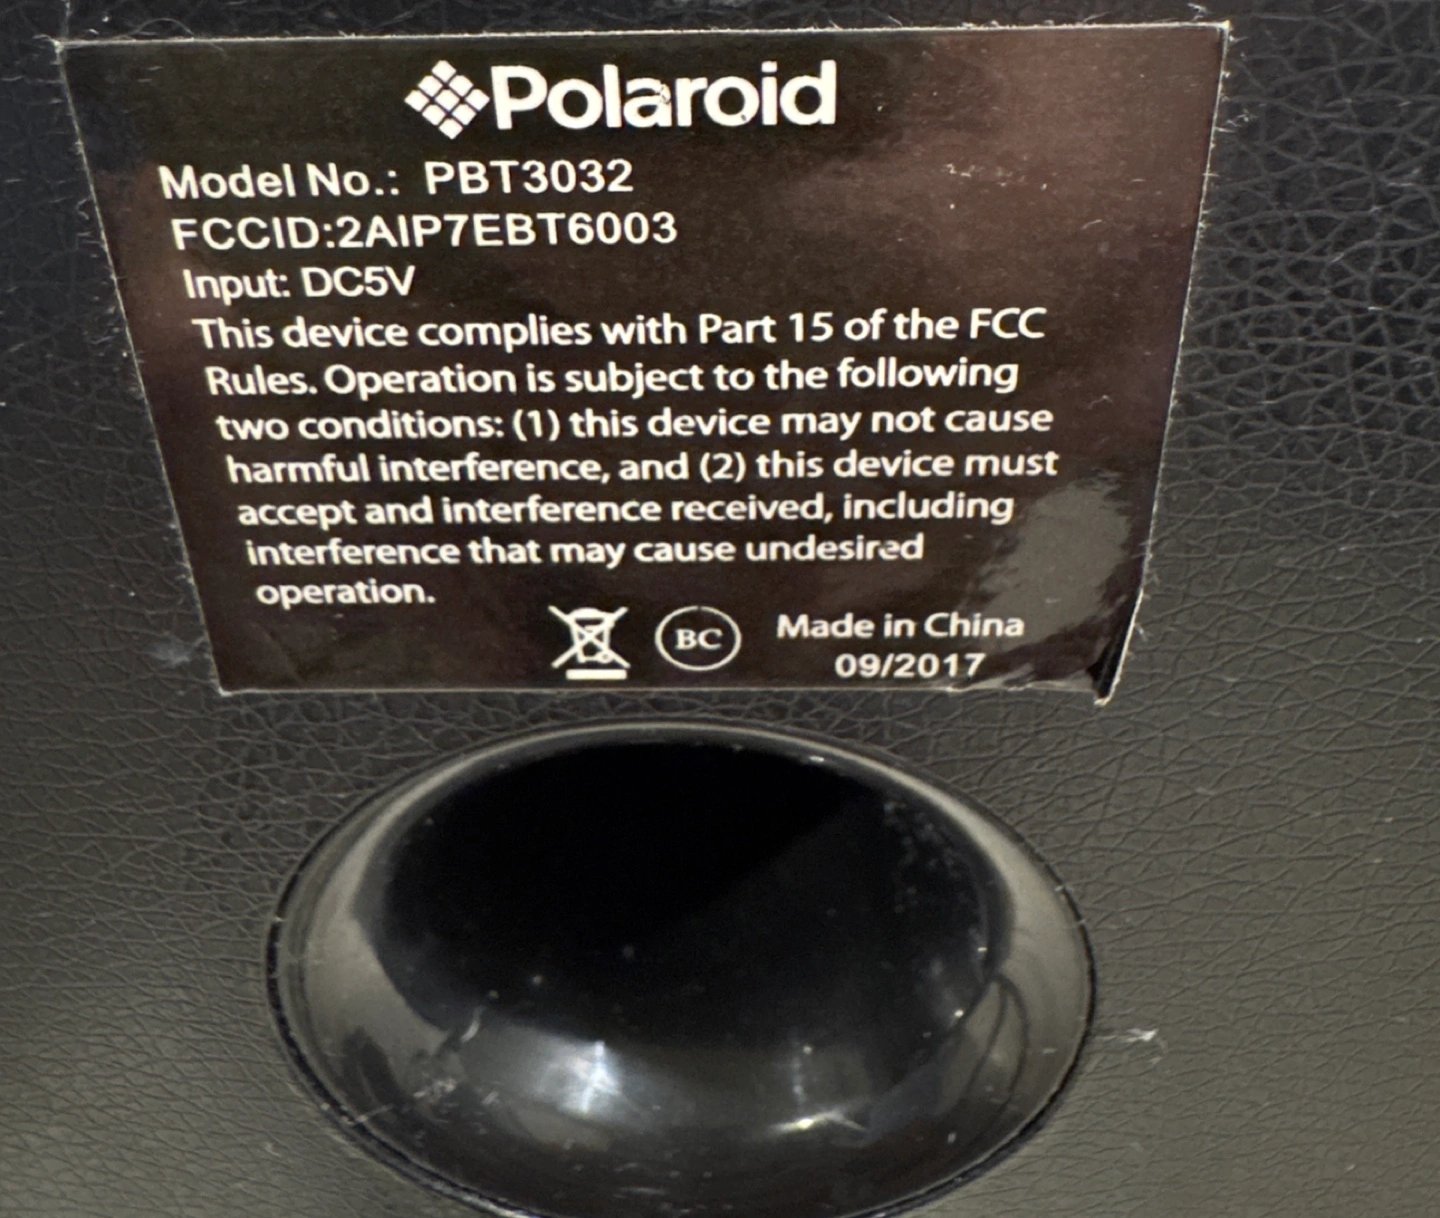 Polaroid
Model No.: PBT3032
FCCID:2AIP7EBT6003
Input: DC5V
This device complies with Part 15 of the FCC
Rules. Operation is subject to the following
two conditions: (1) this device may not cause
harmful interference, and (2) this device must
accept and interference received, including
interference that may cause undesired
operation.
BC
Made in China
09/2017